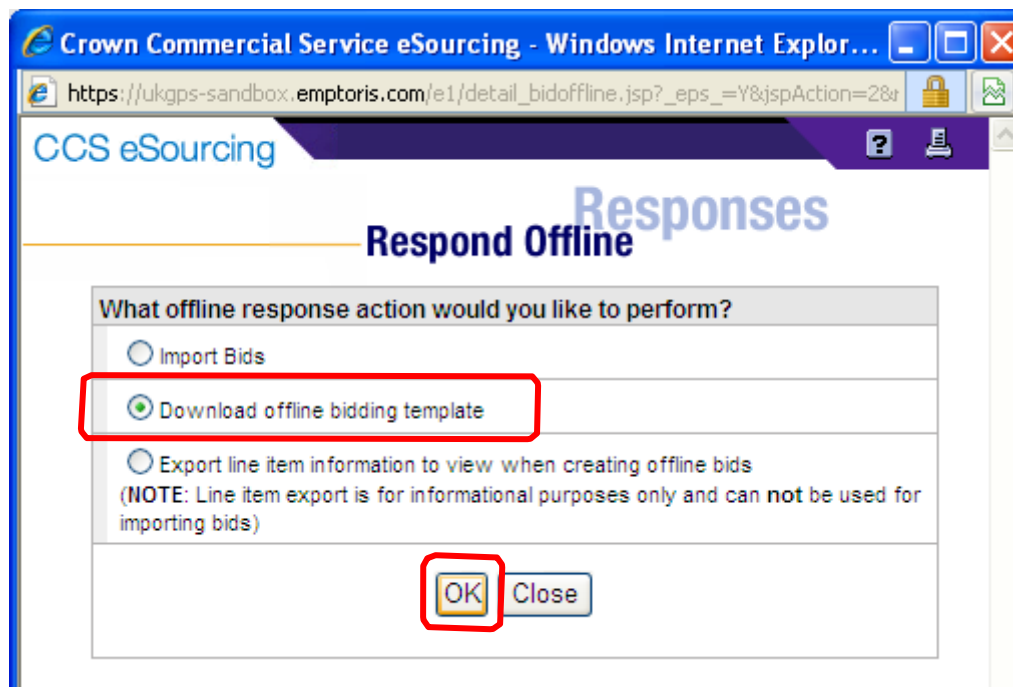 Crown Commercial Service eSourcing - Windows Internet Explor...
https://ukgps-sandbox.emptoris.com/e1/detail_bidoffline.jsp?_eps_=Y&jspAction=2&r
CCS eSourcing
?
Responses
Respond Offline
What offline response action would you like to perform?
Import Bids
Download offline bidding template
Export line item information to view when creating offline bids
(NOTE: Line item export is for informational purposes only and can not be used for
importing bids)
OK Close